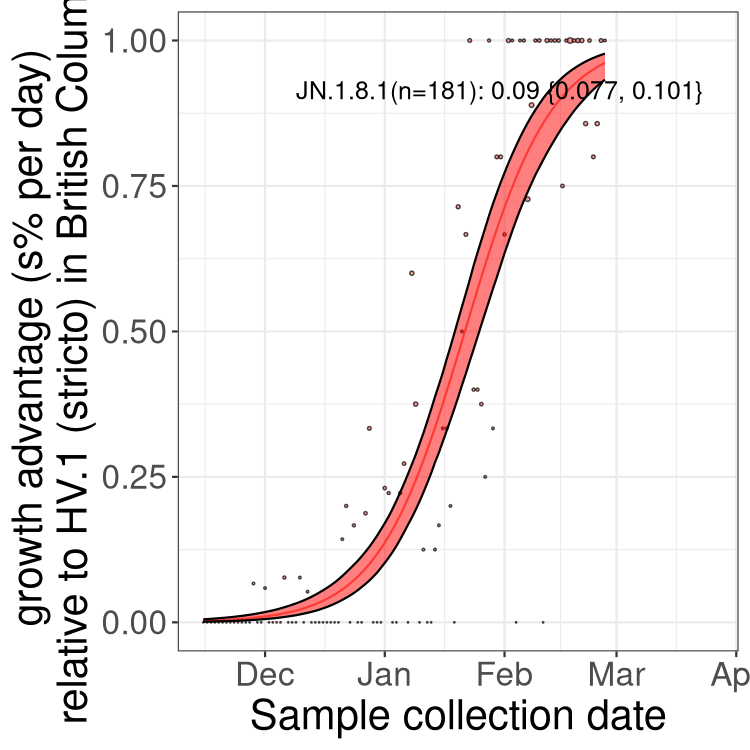 growth advantage (s% per day)
relative to HV.1 (stricto) in British Colum
1.00
0.75
0.50
0.25
0.00
JN.1.8.1(n=181): 0.09 {0.077, 0.101}
Dec Jan Feb Mar Ap
Sample collection date